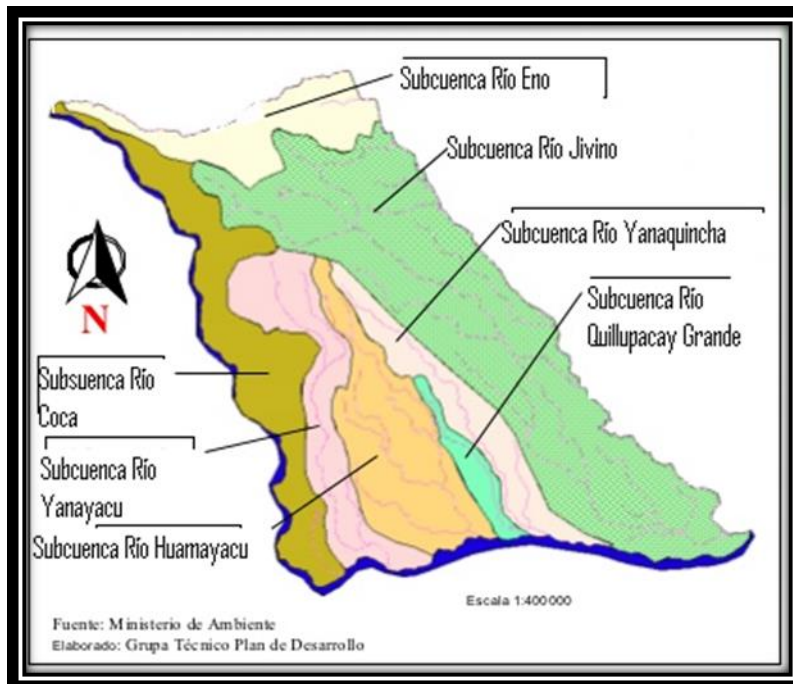 Subcuenca Río Eno
Subcuenca Río Jivino
Subcuenca Río Yanaquincha
Subcuenca Río
Quillupacay Grande
N
Subsuenca Río
Coca
Subcuenca Río
Yanayacu
Subcuenca Río Huamayacu
Escala 1:400000
Fuente: Ministerio de Ambiente
Elaborado: Grupa Técnico Plan de Desarrollo